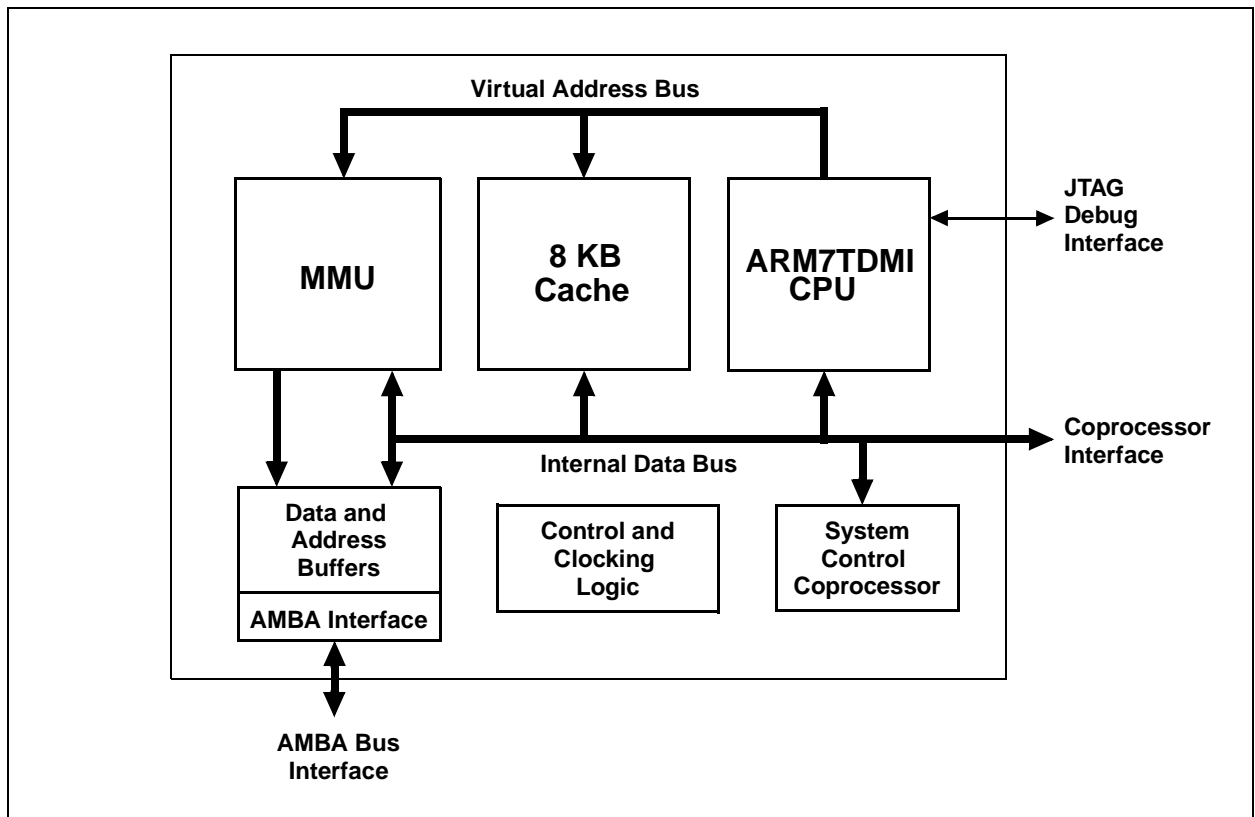 Virtual Address Bus
MMU
8 KB
Cache
ARM7TDMI
CPU
JTAG
Debug
Interface
Internal Data Bus
Coprocessor
Interface
Data and
Address
Buffers
AMBA Interface
Control and
Clocking
Logic
System
Control
Coprocessor
AMBA Bus
Interface